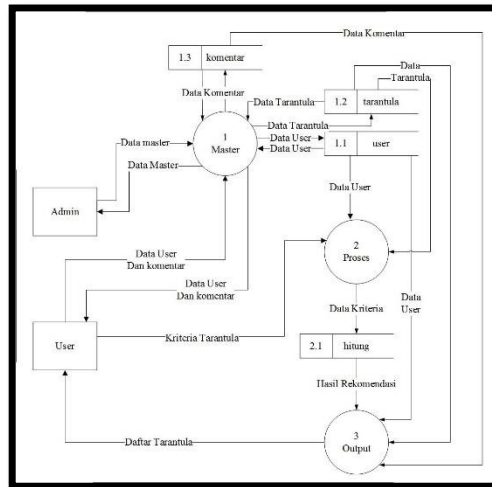 Data Komentar
1.3 komentar
Data
Tarantula
Data Komentar
1.2 tarantula
Data Tarantula
1
Master
Data Tarantula
Data User
Data User
1.1 user
Data master
Data Master
Admin
Data User
2
Proses
Data User
Dan komentar
Data User
Dan komentar
Data Kriteria
Data
User
User
Kriteria Tarantula
2.1 hitung
Hasil Rekomendasi
3
Output
Daftar Tarantula